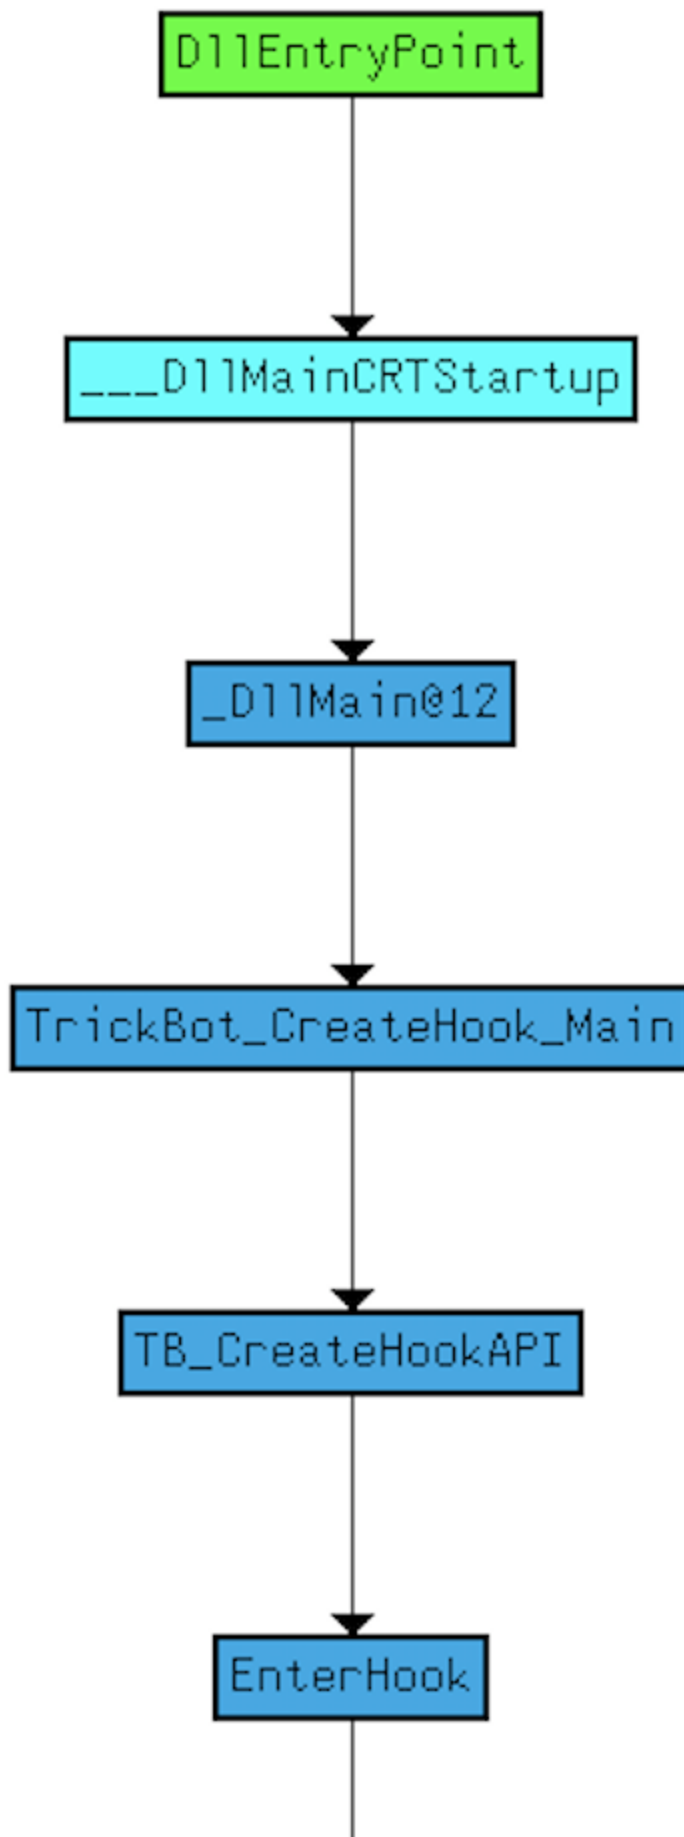 DllEntryPoint
___DllMainCRTStartup
_DllMain@12
TrickBot_CreateHook_Main
TB_CreateHookAPI
EnterHook